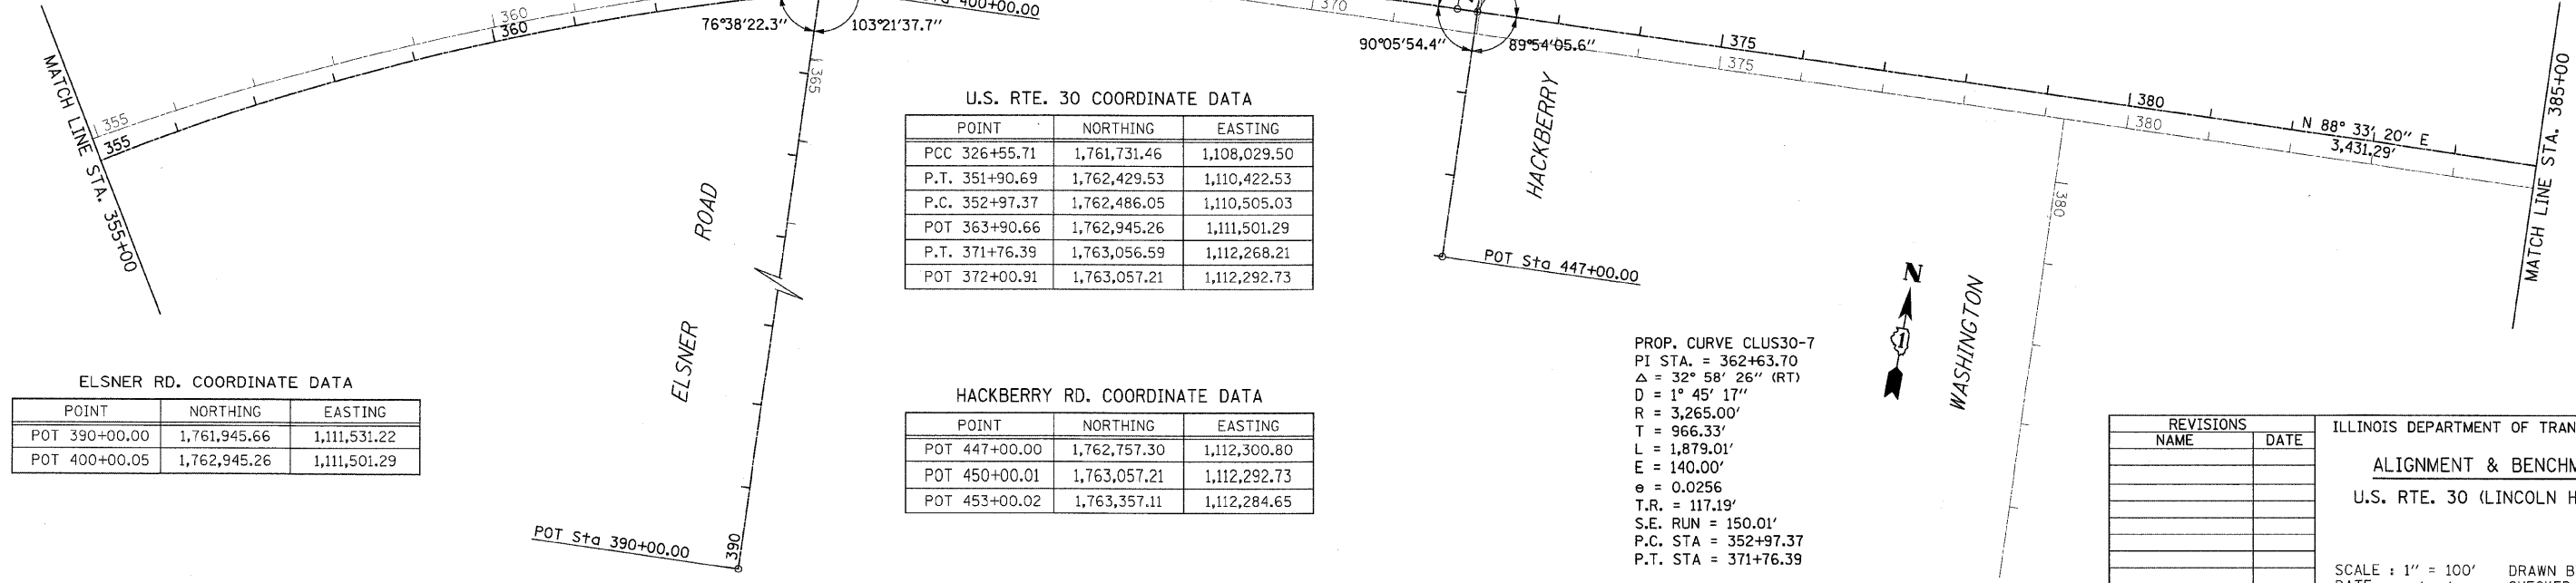 360
360
355
355
MATCH LINE STA. 355+00
76°38'22.3"
103°21'37.7"
400+00.00
365
ELSNER ROAD
POT Sta 390+00.00
390
ELSNER RD. COORDINATE DATA
POINT NORTHING EASTING
POT 390+00.00 1,761,945.66 1,111,531.22
POT 400+00.05 1,762,945.26 1,111,501.29
U.S. RTE. 30 COORDINATE DATA
POINT NORTHING EASTING
PCC 326+55.71 1,761,731.46 1,108,029.50
P.T. 351+90.69 1,762,429.53 1,110,422.53
P.C. 352+97.37 1,762,486.05 1,110,505.03
POT 363+90.66 1,762,945.26 1,111,501.29
P.T. 371+76.39 1,763,056.59 1,112,268.21
POT 372+00.91 1,763,057.21 1,112,292.73
HACKBERRY RD. COORDINATE DATA
POINT NORTHING EASTING
POT 447+00.00 1,762,757.30 1,112,300.80
POT 450+00.01 1,763,057.21 1,112,292.73
POT 453+00.02 1,763,357.11 1,112,284.65
370
90°05'54.4"
89°54'05.6"
HACKBERRY
POT Sta 447+00.00
375
375
380
380
N 88° 33' 20" E
3,431.29'
380
WASHINGTON
MATCH LINE STA. 385+00
N
1
PROP. CURVE CLUS30-7
PI STA. = 362+63.70
Δ = 32° 58' 26" (RT)
D = 1° 45' 17"
R = 3,265.00'
T = 966.33'
L = 1,879.01'
E = 140.00'
e = 0.0256
T.R. = 117.19'
S.E. RUN = 150.01'
P.C. STA = 352+97.37
P.T. STA = 371+76.39
REVISIONS
NAME DATE
ILLINOIS DEPARTMENT OF TRAN
ALIGNMENT & BENCHM
U.S. RTE. 30 (LINCOLN H
SCALE : 1" = 100' DRAWN B